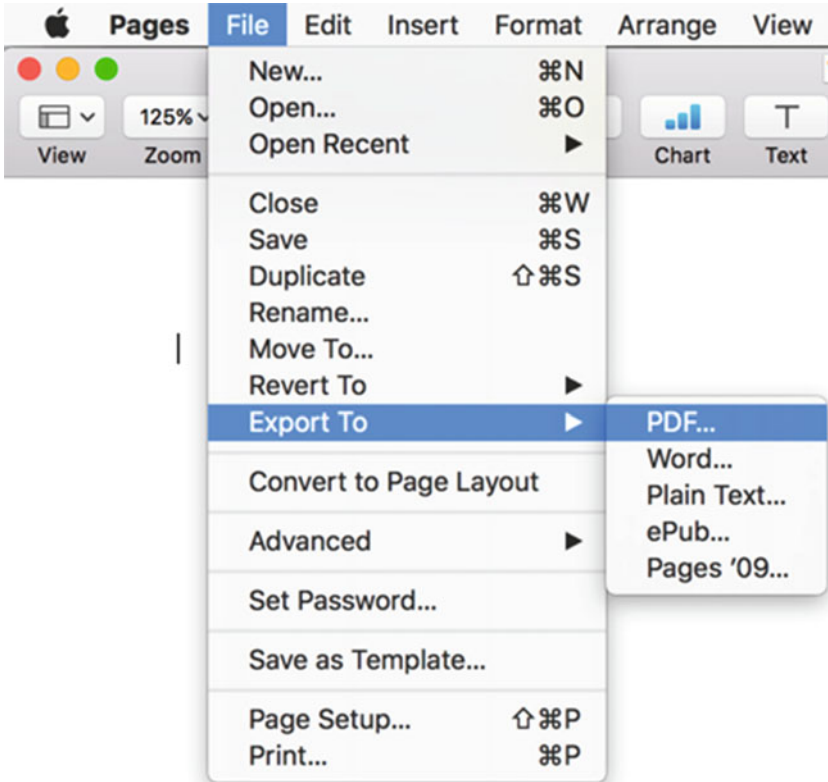 Pages File Edit Insert Format Arrange View
125%
View Zoom Chart Text
New... ⌘N
Open... ⌘O
Open Recent ▶
Close ⌘W
Save ⌘S
Duplicate ⇧⌘S
Rename...
Move To...
Revert To ▶
Export To ▶
PDF...
Word...
Plain Text...
ePub...
Pages ’09...
Convert to Page Layout
Advanced ▶
Set Password...
Save as Template...
Page Setup... ⇧⌘P
Print... ⌘P